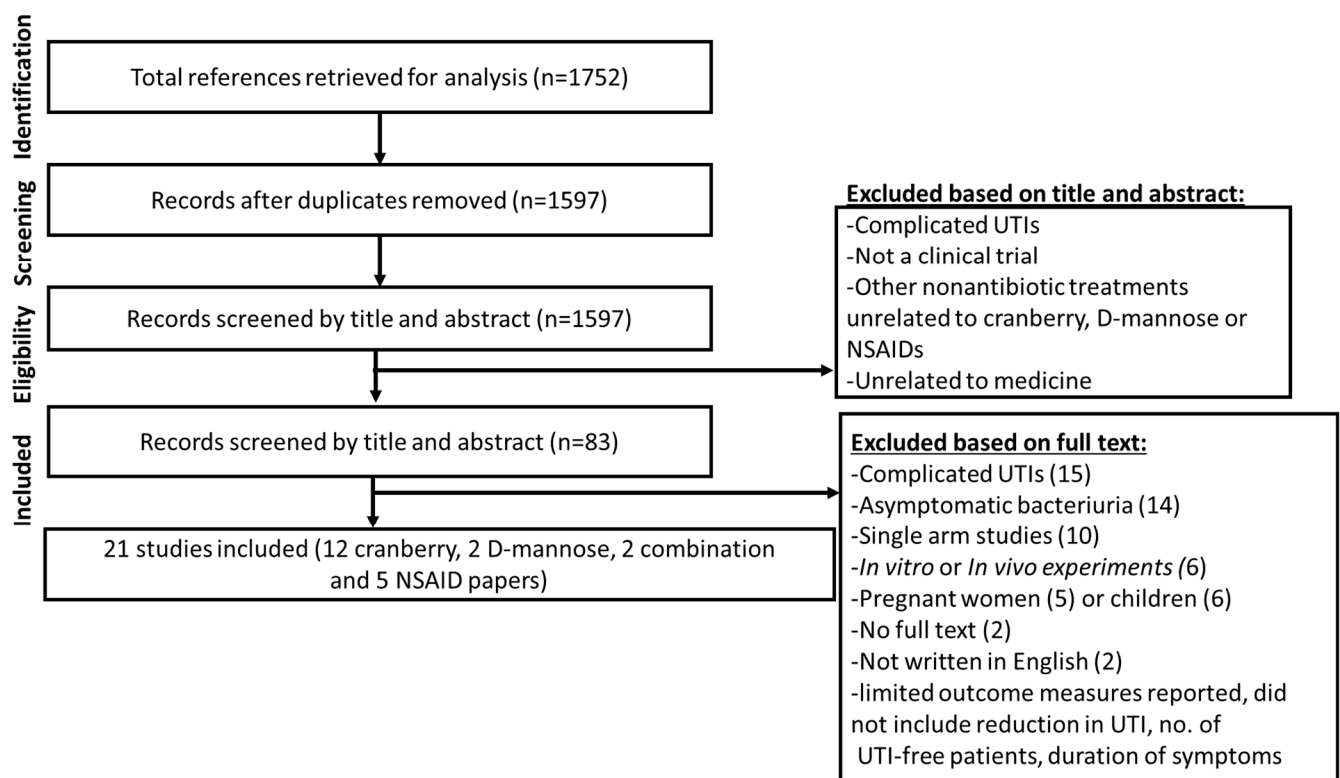 Identification
Total references retrieved for analysis (n=1752)
Screening
Records after duplicates removed (n=1597)
Eligibility
Records screened by title and abstract (n=1597)
Excluded based on title and abstract:
-Complicated UTIs
-Not a clinical trial
-Other nonantibiotic treatments
unrelated to cranberry, D-mannose or
NSAIDs
-Unrelated to medicine
Included
Records screened by title and abstract (n=83)
21 studies included (12 cranberry, 2 D-mannose, 2 combination
and 5 NSAID papers)
Excluded based on full text:
-Complicated UTIs (15)
-Asymptomatic bacteriuria (14)
-Single arm studies (10)
-In vitro or In vivo experiments (6)
-Pregnant women (5) or children (6)
-No full text (2)
-Not written in English (2)
-limited outcome measures reported, did
not include reduction in UTI, no. of
UTI-free patients, duration of symptoms